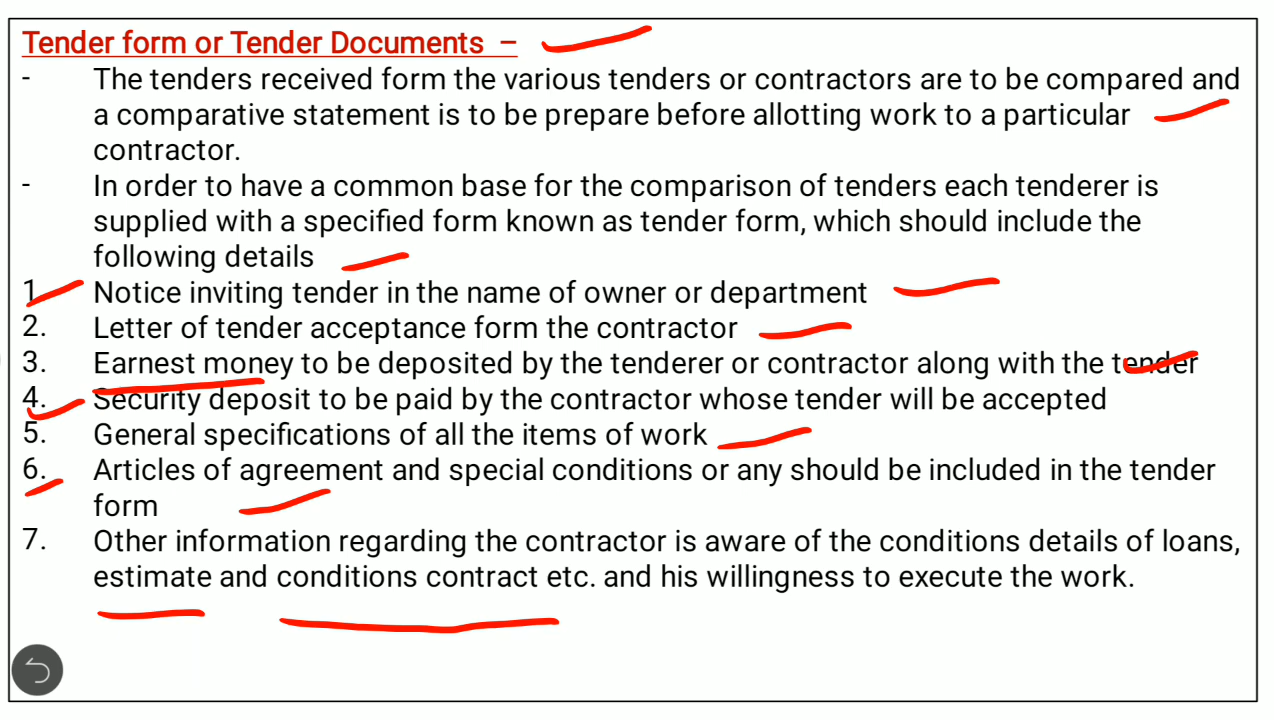 Tender form or Tender Documents –
- The tenders received form the various tenders or contractors are to be compared and
a comparative statement is to be prepare before allotting work to a particular
contractor.
- In order to have a common base for the comparison of tenders each tenderer is
supplied with a specified form known as tender form, which should include the
following details
1. Notice inviting tender in the name of owner or department
2. Letter of tender acceptance form the contractor
3. Earnest money to be deposited by the tenderer or contractor along with the tender
4. Security deposit to be paid by the contractor whose tender will be accepted
5. General specifications of all the items of work
6. Articles of agreement and special conditions or any should be included in the tender
form
7. Other information regarding the contractor is aware of the conditions details of loans,
estimate and conditions contract etc. and his willingness to execute the work.